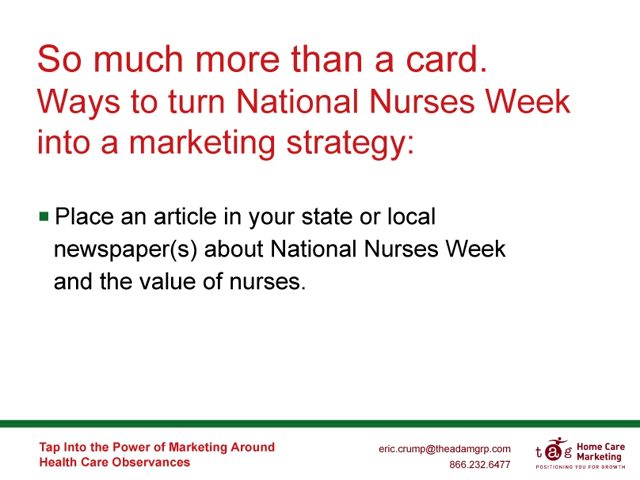 So much more than a card.
Ways to turn National Nurses Week
into a marketing strategy:
Place an article in your state or local
newspaper(s) about National Nurses Week
and the value of nurses.
Tap Into the Power of Marketing Around
Health Care Observances
eric.crump@theadamgrp.com
866.232.6477
tag
Home Care
Marketing
POSITIONING YOU FOR GROWTH